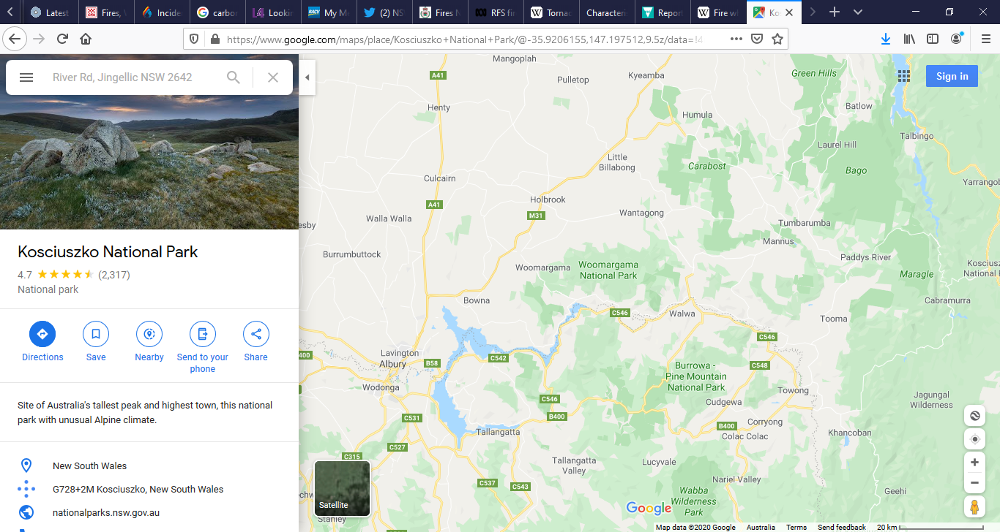 Latest
Fires, V
Incide
carbor
Lookin
My M
(2) NS
Fires N
RFS fir
Tornac
Characteri
Report
Fire wh
Ko
https://www.google.com/maps/place/Kosciuszko+National+Park/@-35.9206155,147.197512,9.5z/data=!4
River Rd, Jingellic NSW 2642
Kosciuszko National Park
4.7 (2,317)
National park
Directions
Save
Nearby
Send to your
phone
Share
Site of Australia's tallest peak and highest town, this national
park with unusual Alpine climate.
New South Wales
G728+2M Kosciuszko, New South Wales
nationalparks.nsw.gov.au
Sign in
Mangoplah
A41
Pulletop
Kyeamba
Green Hills
Henty
Humula
Batlow
Talbingo
Laurel Hill
Little
Billabong
Carabost
Bago
Culcairn
Yarrangob
Holbrook
A41
M31
Walla Walla
Wantagong
esby
Tumbarumba
Mannus
Burrumbuttock
Paddys River
Woomargama
Woomargama
National Park
Maragle
Kosciusz
National
Bowna
Cabramurra
C546
Walwa
Tooma
C546
Lavington
400
C542
Albury
B58
C548
Burrowa -
Pine Mountain
National Park
Wodonga
Towong
Jagungal
Wilderness
C546
Cudgewa
C531
B400
Corryong
B400
Tallangatta
Colac Colac
Khancoban
C527
C315
Tallangatta
Valley
Lucyvale
Nariel Valley
C537
C543
Geehi
Wabba
Wilderness
Park
Satellite
Stanley
Google
Map data ©2020 Google
Australia
Terms
Send feedback
20 km